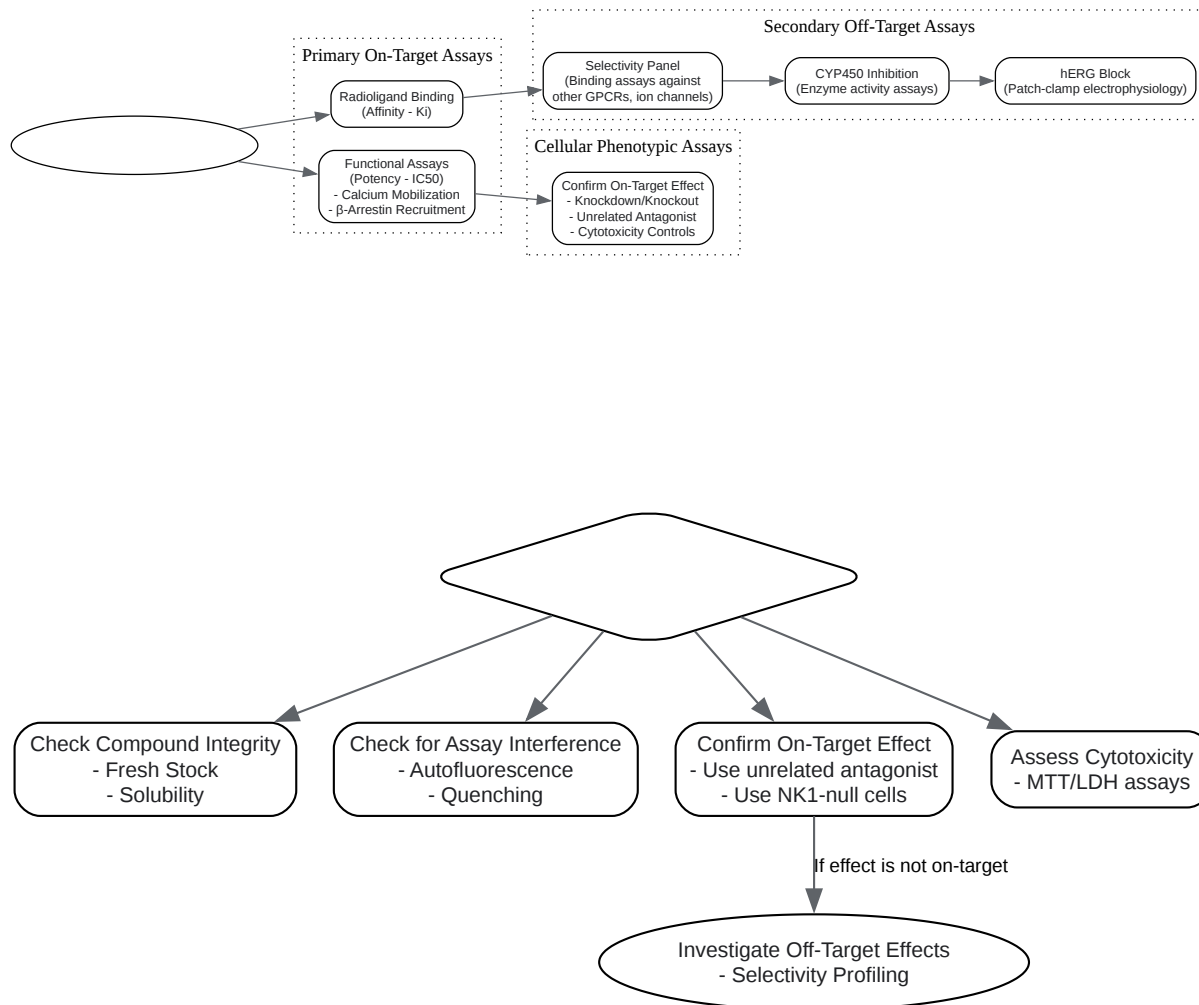 Secondary Off-Target Assays
Primary On-Target Assays
Radioligand Binding
(Affinity - Ki)
Selectivity Panel
(Binding assays against
other GPCRs, ion channels)
CYP450 Inhibition
(Enzyme activity assays)
hERG Block
(Patch-clamp electrophysiology)
Functional Assays
(Potency - IC50)
- Calcium Mobilization
- β-Arrestin Recruitment
Cellular Phenotypic Assays
Confirm On-Target Effect
- Knockdown/Knockout
- Unrelated Antagonist
- Cytotoxicity Controls
Check Compound Integrity
- Fresh Stock
- Solubility
Check for Assay Interference
- Autofluorescence
- Quenching
Confirm On-Target Effect
- Use unrelated antagonist
- Use NK1-null cells
Assess Cytotoxicity
- MTT/LDH assays
If effect is not on-target
Investigate Off-Target Effects
- Selectivity Profiling